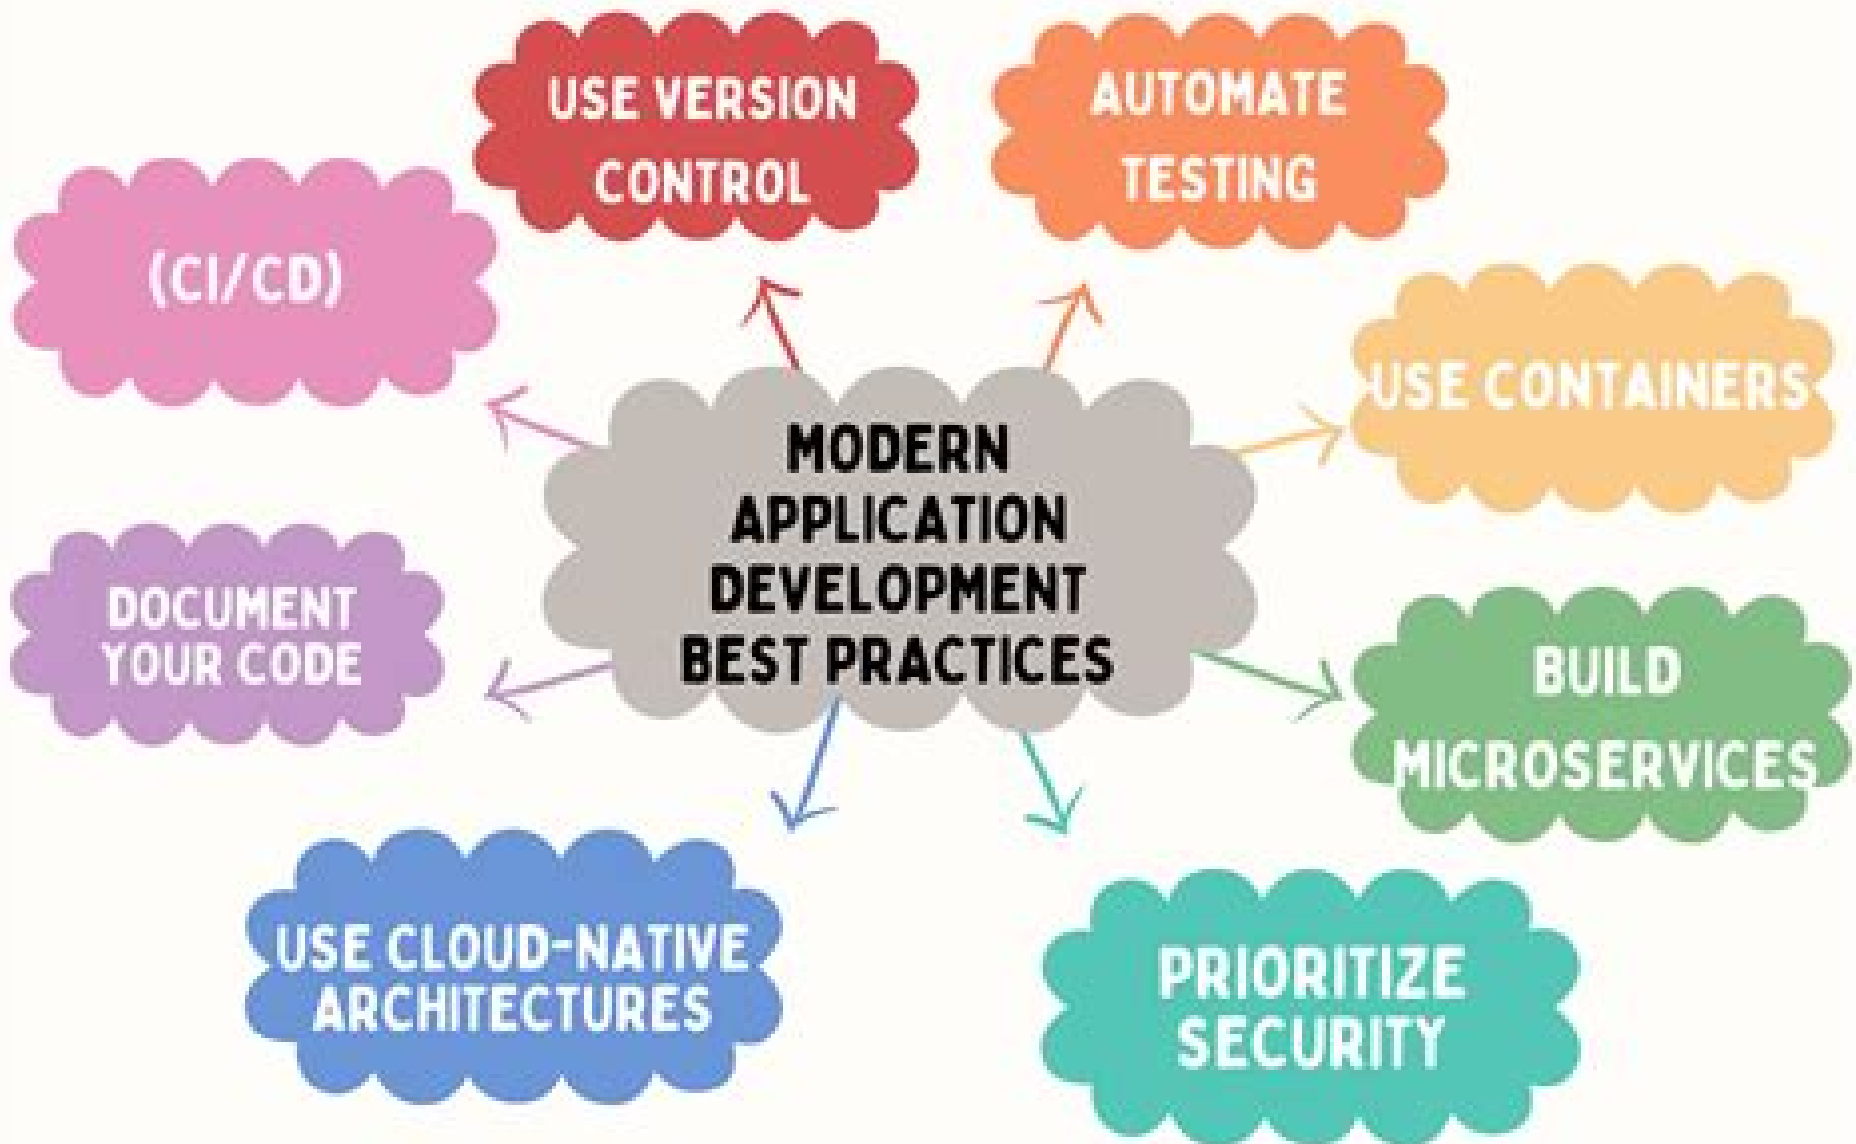 USE VERSION
CONTROL
AUTOMATE
TESTING
(CI/CD)
USE CONTAINERS
MODERN
APPLICATION
DEVELOPMENT
BEST PRACTICES
DOCUMENT
YOUR CODE
BUILD
MICROSERVICES
USE CLOUD-NATIVE
ARCHITECTURES
PRIORITIZE
SECURITY